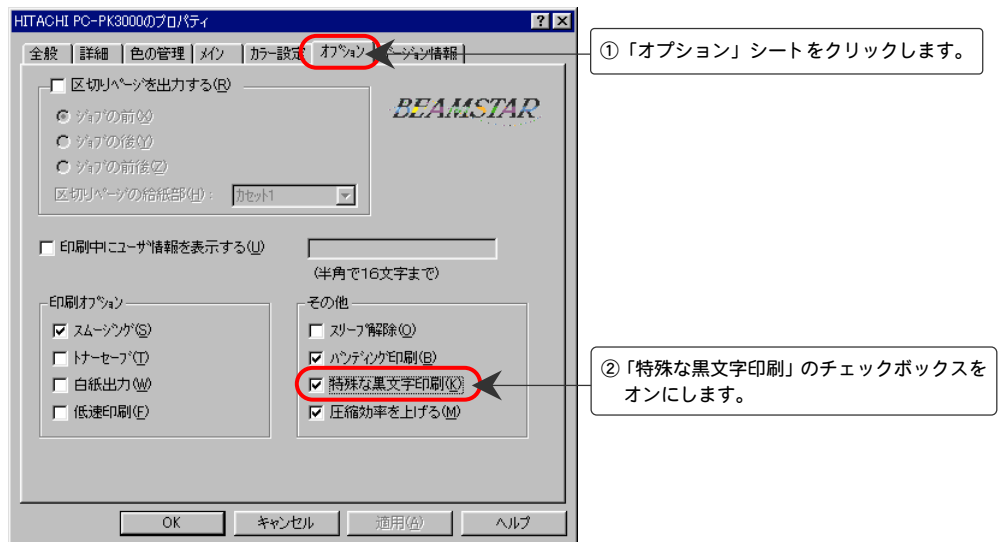 HITACHI PC-PK3000のプロパティ
全般 詳細 色の管理 メイン カラー設定 オプション バージョン情報
①「オプション」シートをクリックします。
区切りページを出力する(R)
BEAMSTAR
ジョブの前(X)
ジョブの後(Y)
ジョブの前後(Z)
区切りページの給紙部(H): カセット1
印刷中にユーザ情報を表示する(U)
(半角で16文字まで)
印刷オプション
スムージング(S)
トナーセーブ(T)
白紙出力(W)
低速印刷(F)
その他
スリープ解除(O)
バンディング印刷(B)
特殊な黒文字印刷(K)
圧縮効率を上げる(M)
②「特殊な黒文字印刷」のチェックボックスを
オンにします。
OK キャンセル 適用(A) ヘルプ